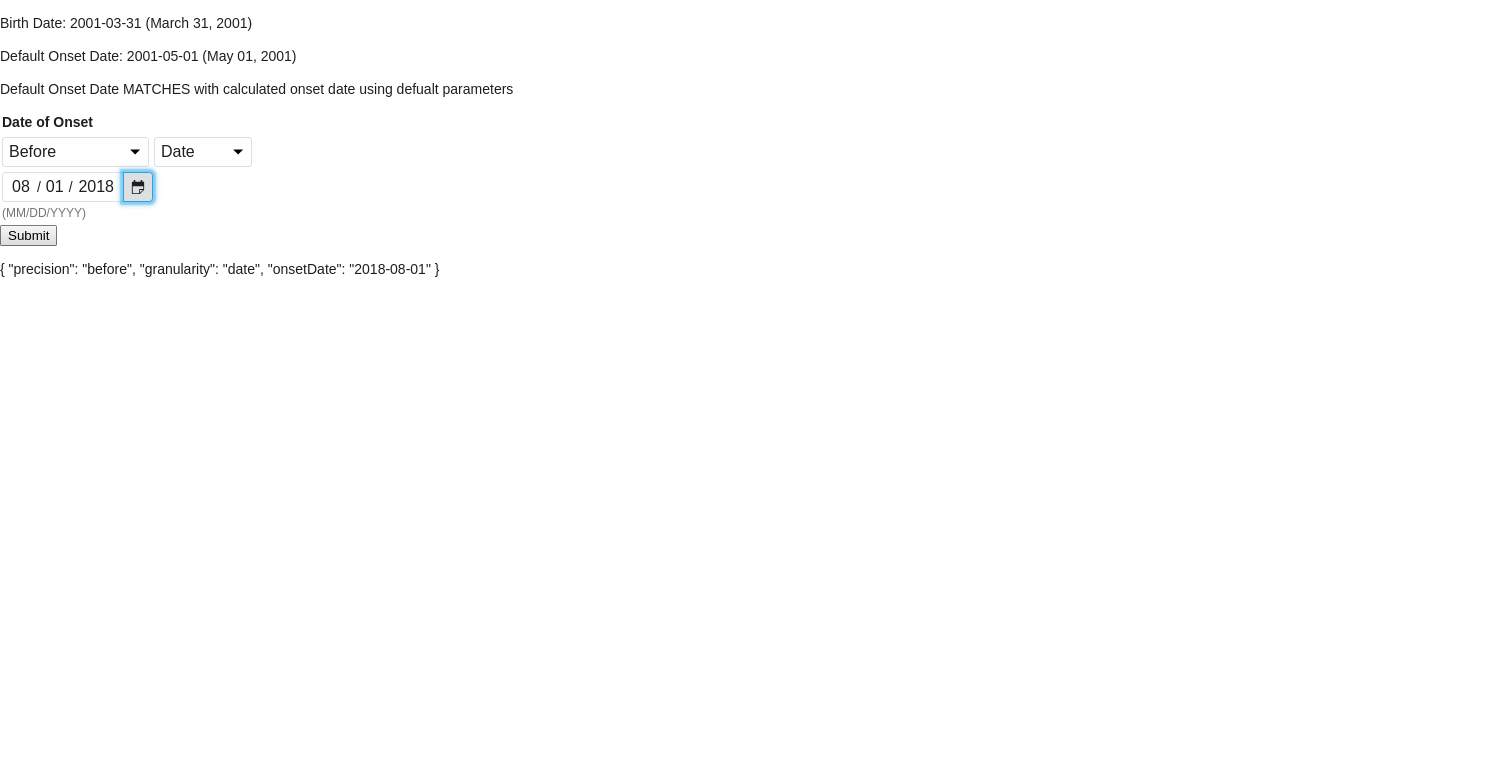 Birth Date: 2001-03-31 (March 31, 2001)
Default Onset Date: 2001-05-01 (May 01, 2001)
Default Onset Date MATCHES with calculated onset date using defualt parameters
Date of Onset
Before Date
08 / 01 / 2018
(MM/DD/YYYY)
Submit
{ "precision": "before", "granularity": "date", "onsetDate": "2018-08-01" }